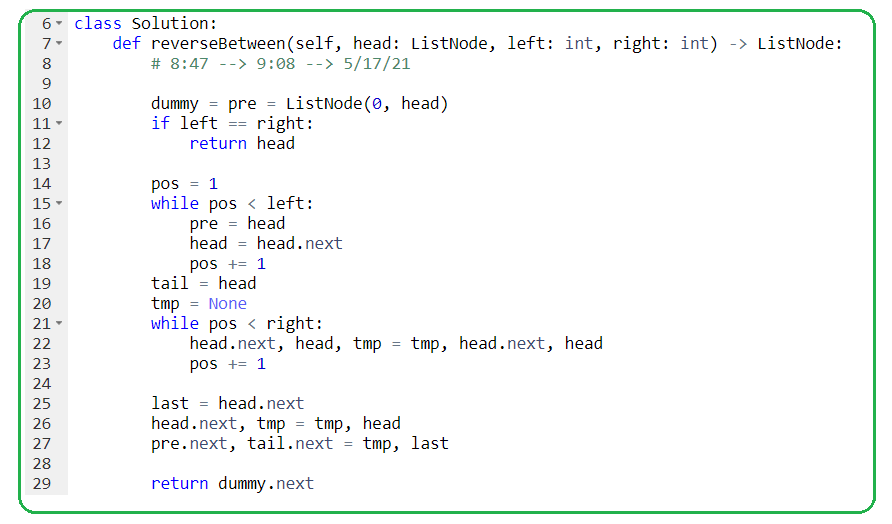 6 class Solution:
7     def reverseBetween(self, head: ListNode, left: int, right: int) -> ListNode:
8         # 8:47 --> 9:08 --> 5/17/21
9
10         dummy = pre = ListNode(0, head)
11         if left == right:
12             return head
13
14         pos = 1
15         while pos < left:
16             pre = head
17             head = head.next
18             pos += 1
19         tail = head
20         tmp = None
21         while pos < right:
22             head.next, head, tmp = tmp, head.next, head
23             pos += 1
24
25         last = head.next
26         head.next, tmp = tmp, head
27         pre.next, tail.next = tmp, last
28
29         return dummy.next